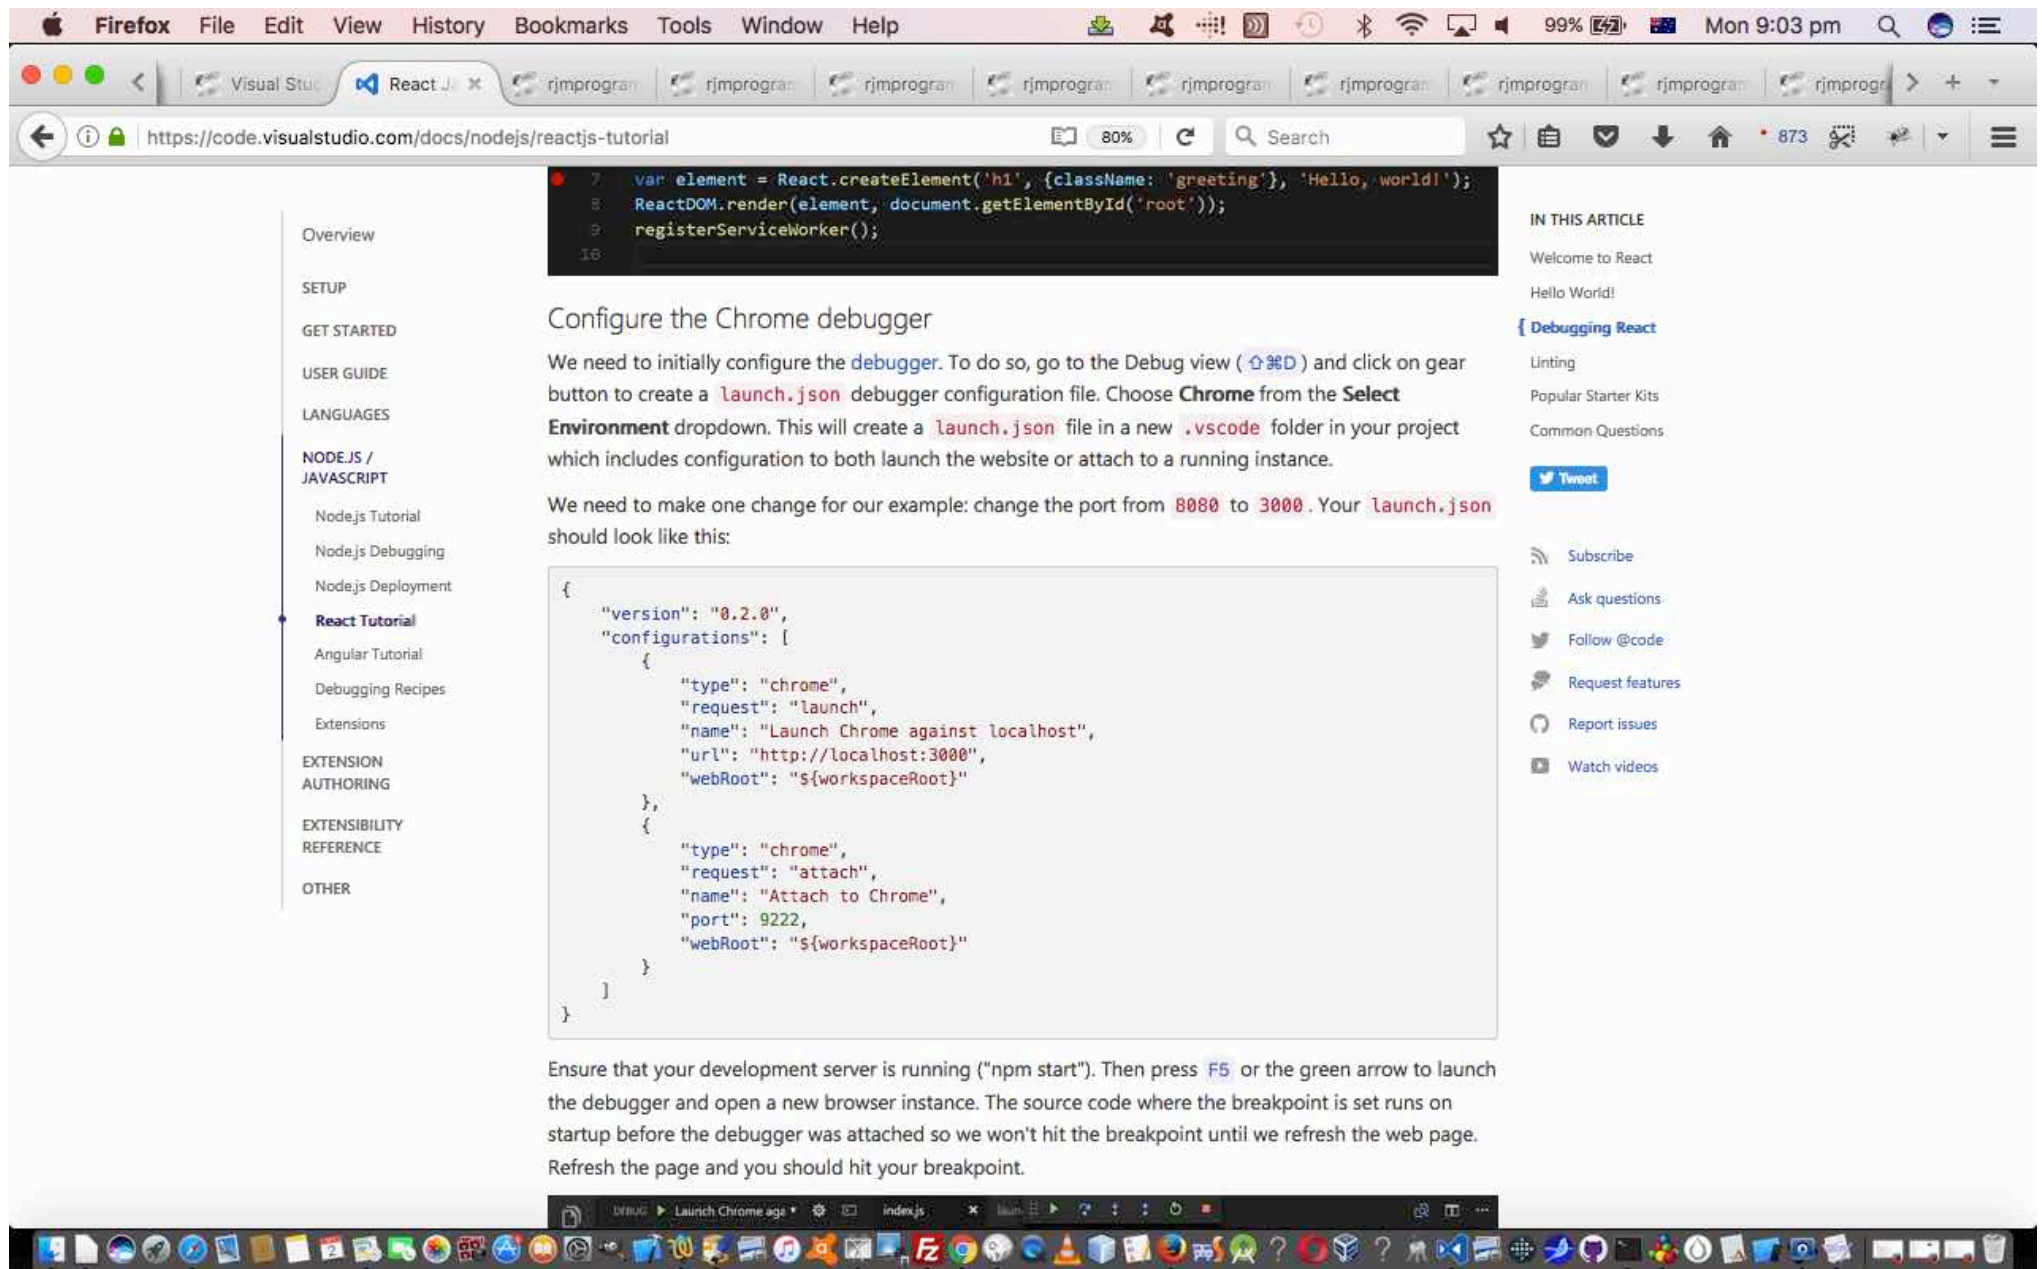 Firefox File Edit View History Bookmarks Tools Window Help 99% Mon 9:03 pm
Visual Stu React J rjmprogram rjmprogram rjmprogram rjmprogram rjmprogram rjmprogram rjmprogram rjmprogram rjmprogr
https://code.visualstudio.com/docs/nodejs/reactjs-tutorial 80% Search 873
7 var element = React.createElement('h1', {className: 'greeting'}, 'Hello, world!');
8 ReactDOM.render(element, document.getElementById('root'));
9 registerServiceWorker();
10
Overview
SETUP
GET STARTED
USER GUIDE
LANGUAGES
NODE.JS /
JAVASCRIPT
Node.js Tutorial
Node.js Debugging
Node.js Deployment
React Tutorial
Angular Tutorial
Debugging Recipes
Extensions
EXTENSION
AUTHORING
EXTENSIBILITY
REFERENCE
OTHER
Configure the Chrome debugger
We need to initially configure the debugger. To do so, go to the Debug view (⇧⌘D) and click on gear
button to create a launch.json debugger configuration file. Choose Chrome from the Select
Environment dropdown. This will create a launch.json file in a new .vscode folder in your project
which includes configuration to both launch the website or attach to a running instance.
We need to make one change for our example: change the port from 8080 to 3000. Your launch.json
should look like this:
{
"version": "0.2.0",
"configurations": [
{
"type": "chrome",
"request": "launch",
"name": "Launch Chrome against localhost",
"url": "http://localhost:3000",
"webRoot": "${workspaceRoot}"
},
{
"type": "chrome",
"request": "attach",
"name": "Attach to Chrome",
"port": 9222,
"webRoot": "${workspaceRoot}"
}
]
}
Ensure that your development server is running ("npm start"). Then press F5 or the green arrow to launch
the debugger and open a new browser instance. The source code where the breakpoint is set runs on
startup before the debugger was attached so we won't hit the breakpoint until we refresh the web page.
Refresh the page and you should hit your breakpoint.
DEBUG Launch Chrome aga index.js laun
IN THIS ARTICLE
Welcome to React
Hello World!
{ Debugging React
Linting
Popular Starter Kits
Common Questions
Tweet
Subscribe
Ask questions
Follow @code
Request features
Report issues
Watch videos